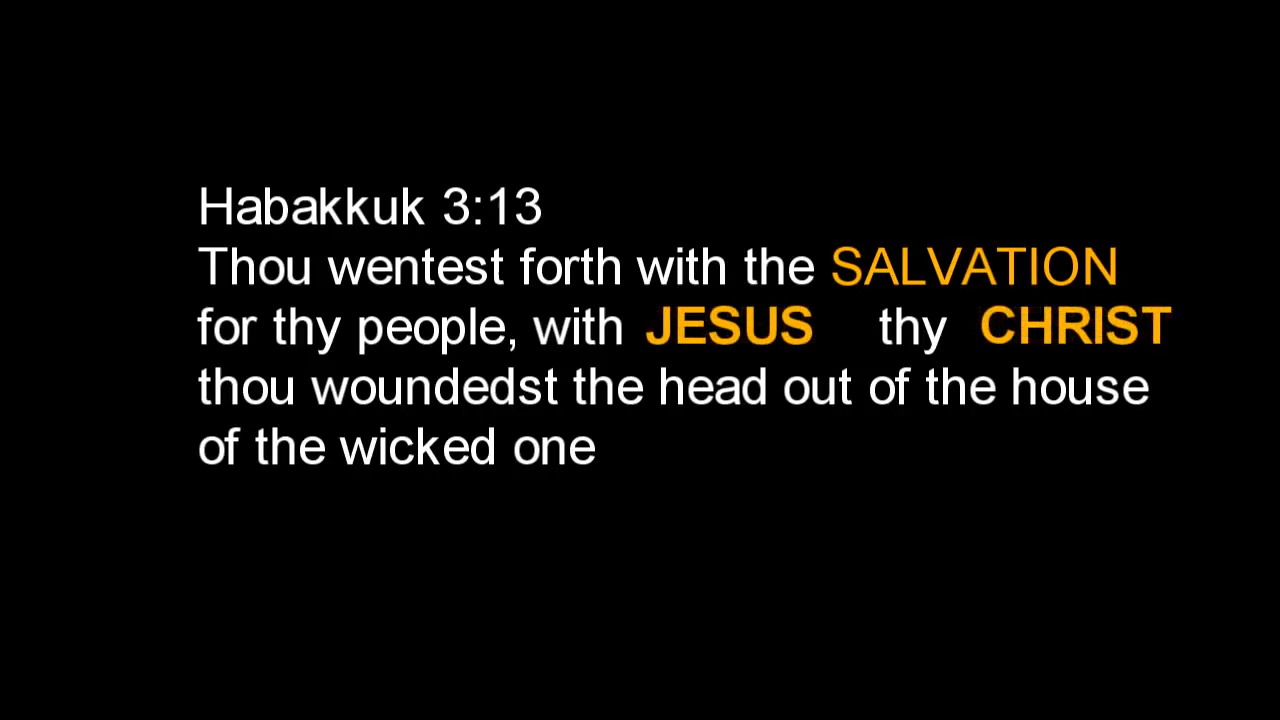 Habakkuk 3:13
Thou wentest forth with the SALVATION
for thy people, with JESUS thy CHRIST
thou woundedst the head out of the house
of the wicked one